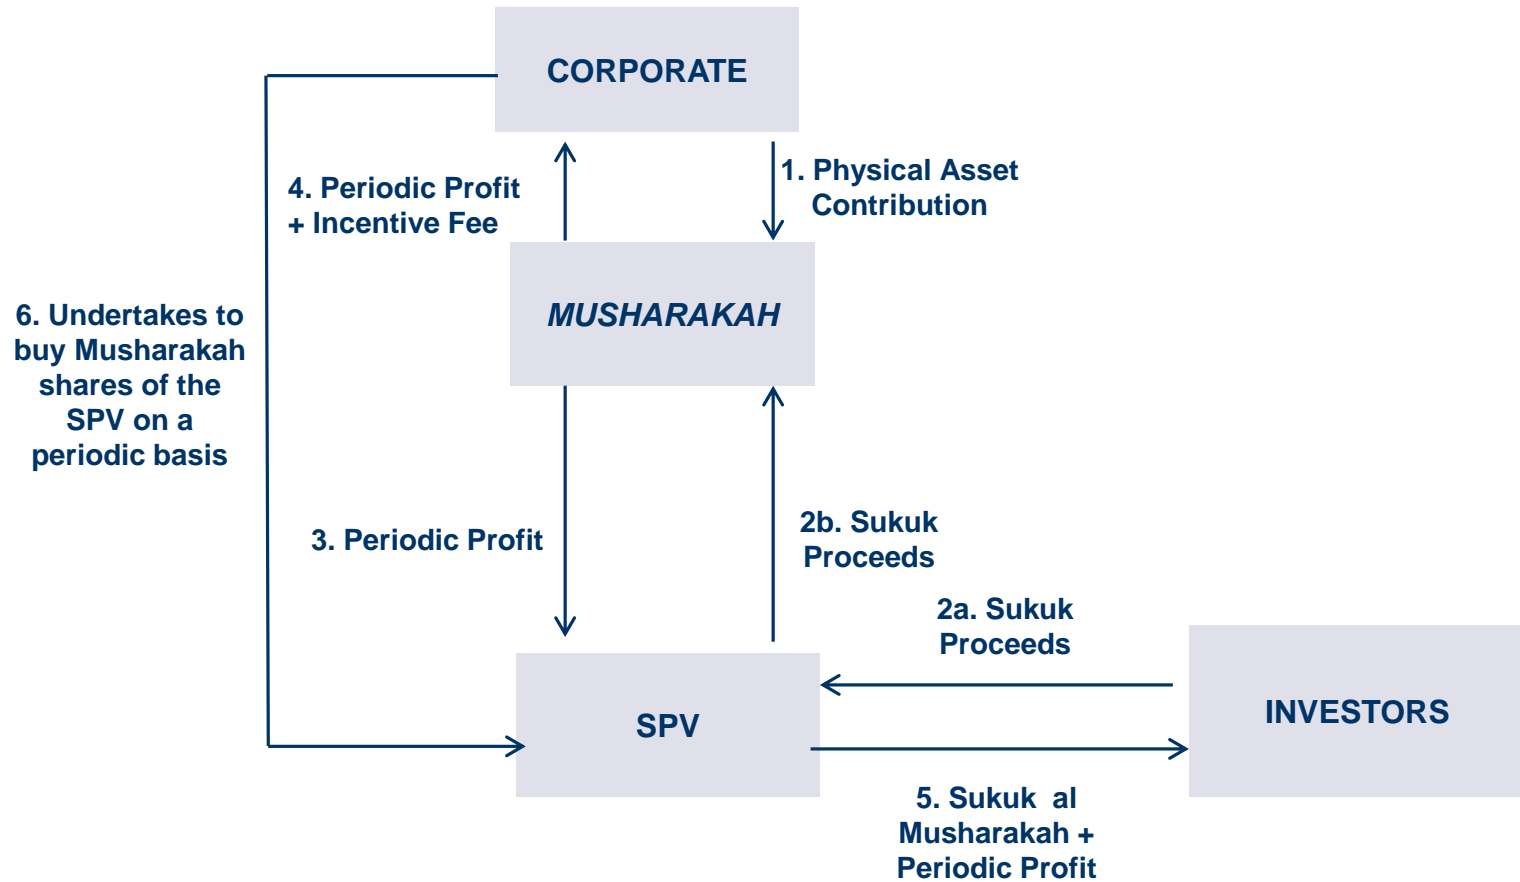 CORPORATE
4. Periodic Profit
+ Incentive Fee
1. Physical Asset
Contribution
MUSHARAKAH
6. Undertakes to
buy Musharakah
shares of the
SPV on a
periodic basis
3. Periodic Profit
2b. Sukuk
Proceeds
2a. Sukuk
Proceeds
SPV
INVESTORS
5. Sukuk  al
Musharakah +
Periodic Profit